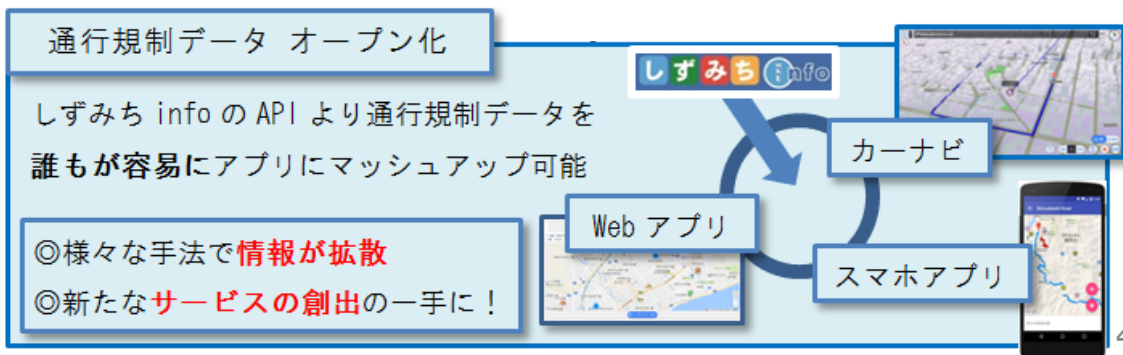 通行規制データ オープン化
しずみち info
しずみち info の API より通行規制データを
誰もが容易にアプリにマッシュアップ可能
カーナビ
Web アプリ
スマホアプリ
◎様々な手法で情報が拡散
◎新たなサービスの創出の一手に！